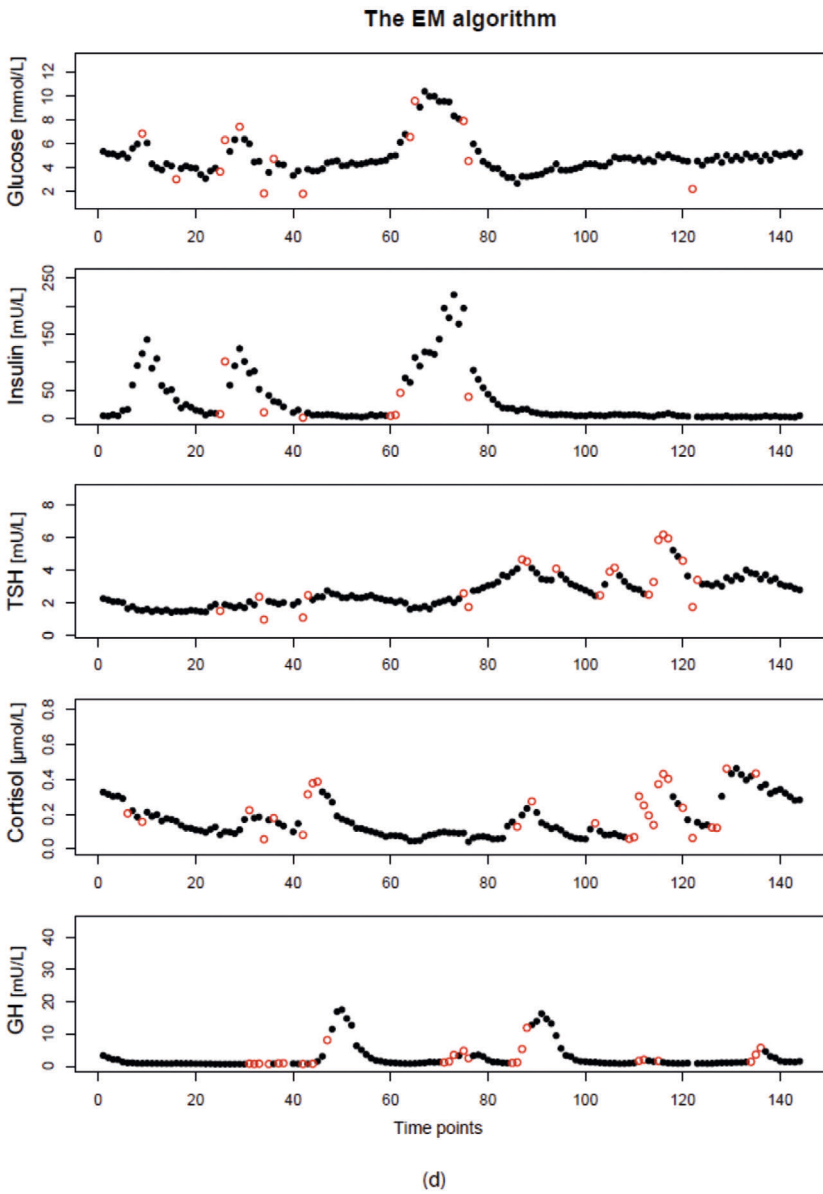 The EM algorithm
Glucose [mmol/L]
2 4 6 8 10 12
0 20 40 60 80 100 120 140
Insulin [mU/L]
0 50 150 250
0 20 40 60 80 100 120 140
TSH [mU/L]
0 2 4 6 8
0 20 40 60 80 100 120 140
Cortisol [µmol/L]
0.0 0.2 0.4 0.6 0.8
0 20 40 60 80 100 120 140
GH [mU/L]
0 10 20 30 40
0 20 40 60 80 100 120 140
Time points
(d)